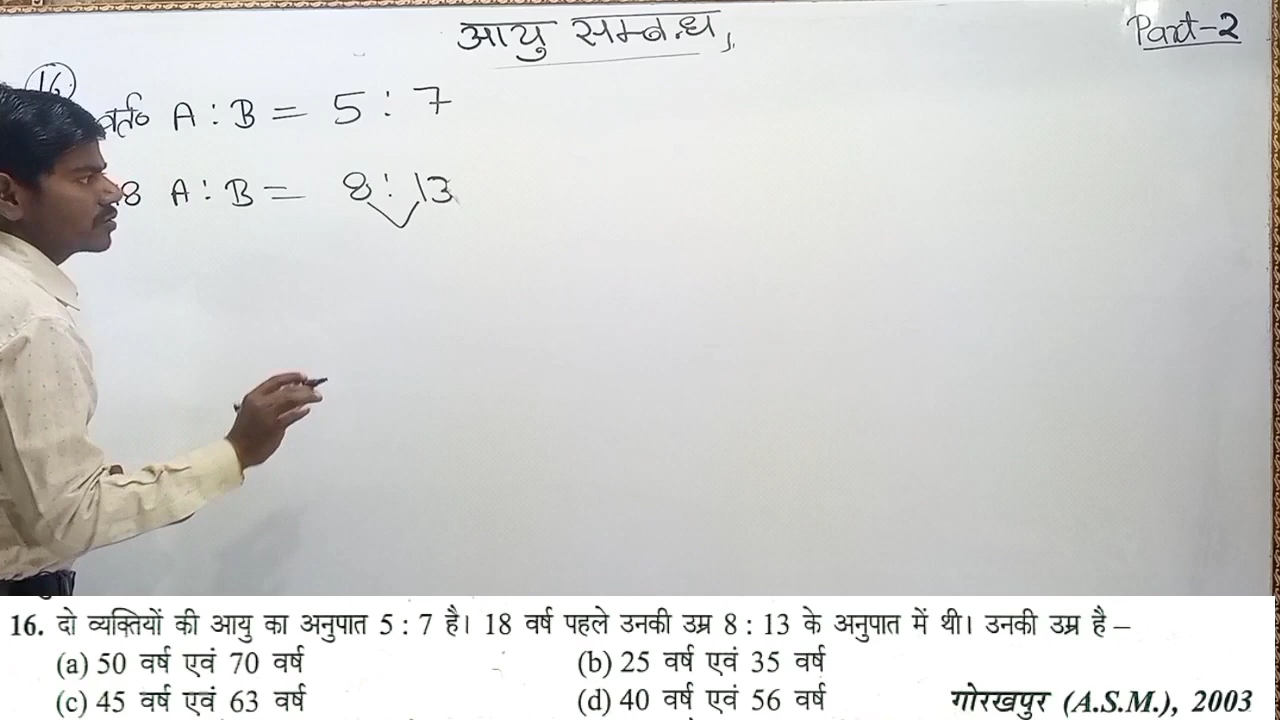 आयु सम्बन्ध,
Part-2
16
वर्त० A : B = 5 : 7
18 A : B = 8 : 13
16. दो व्यक्तियों की आयु का अनुपात 5 : 7 है। 18 वर्ष पहले उनकी उम्र 8 : 13 के अनुपात में थी। उनकी उम्र है –
(a) 50 वर्ष एवं 70 वर्ष (b) 25 वर्ष एवं 35 वर्ष
(c) 45 वर्ष एवं 63 वर्ष (d) 40 वर्ष एवं 56 वर्ष गोरखपुर (A.S.M.), 2003